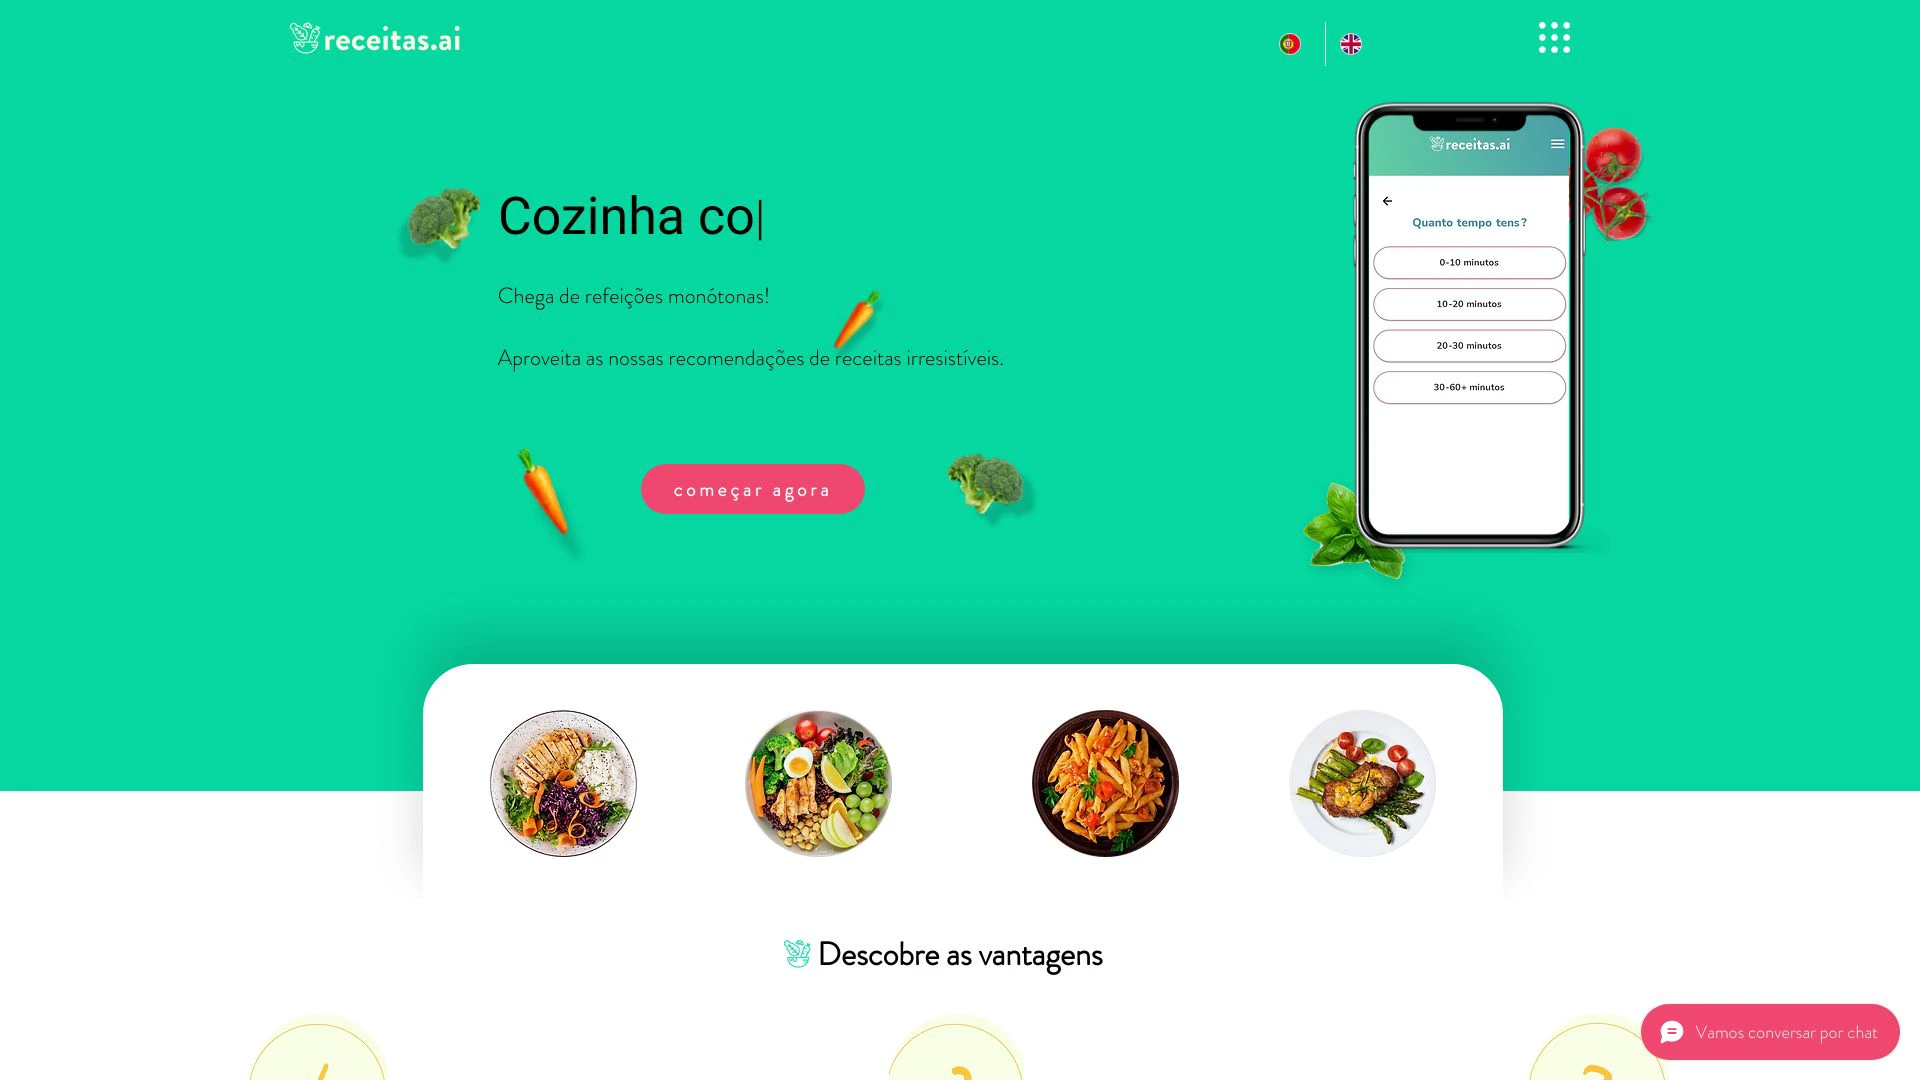 receitas.ai
Cozinha co|
Chega de refeições monótonas!
Aproveita as nossas recomendações de receitas irresistíveis.
começar agora
receitas.ai
Quanto tempo tens?
0-10 minutos
10-20 minutos
20-30 minutos
30-60+ minutos
Descobre as vantagens
Vamos conversar por chat